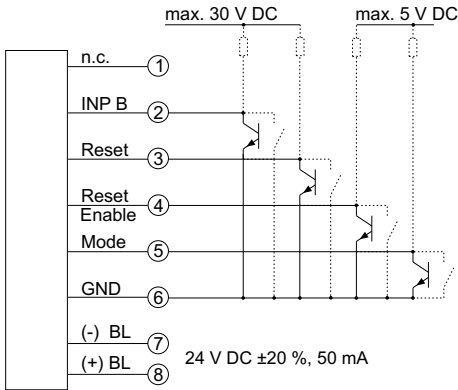 max. 30 V DC
max. 5 V DC
n.c.
1
INP B
2
Reset
3
Reset
Enable
4
Mode
5
GND
6
(-) BL
7
(+) BL
8
24 V DC ±20 %, 50 mA